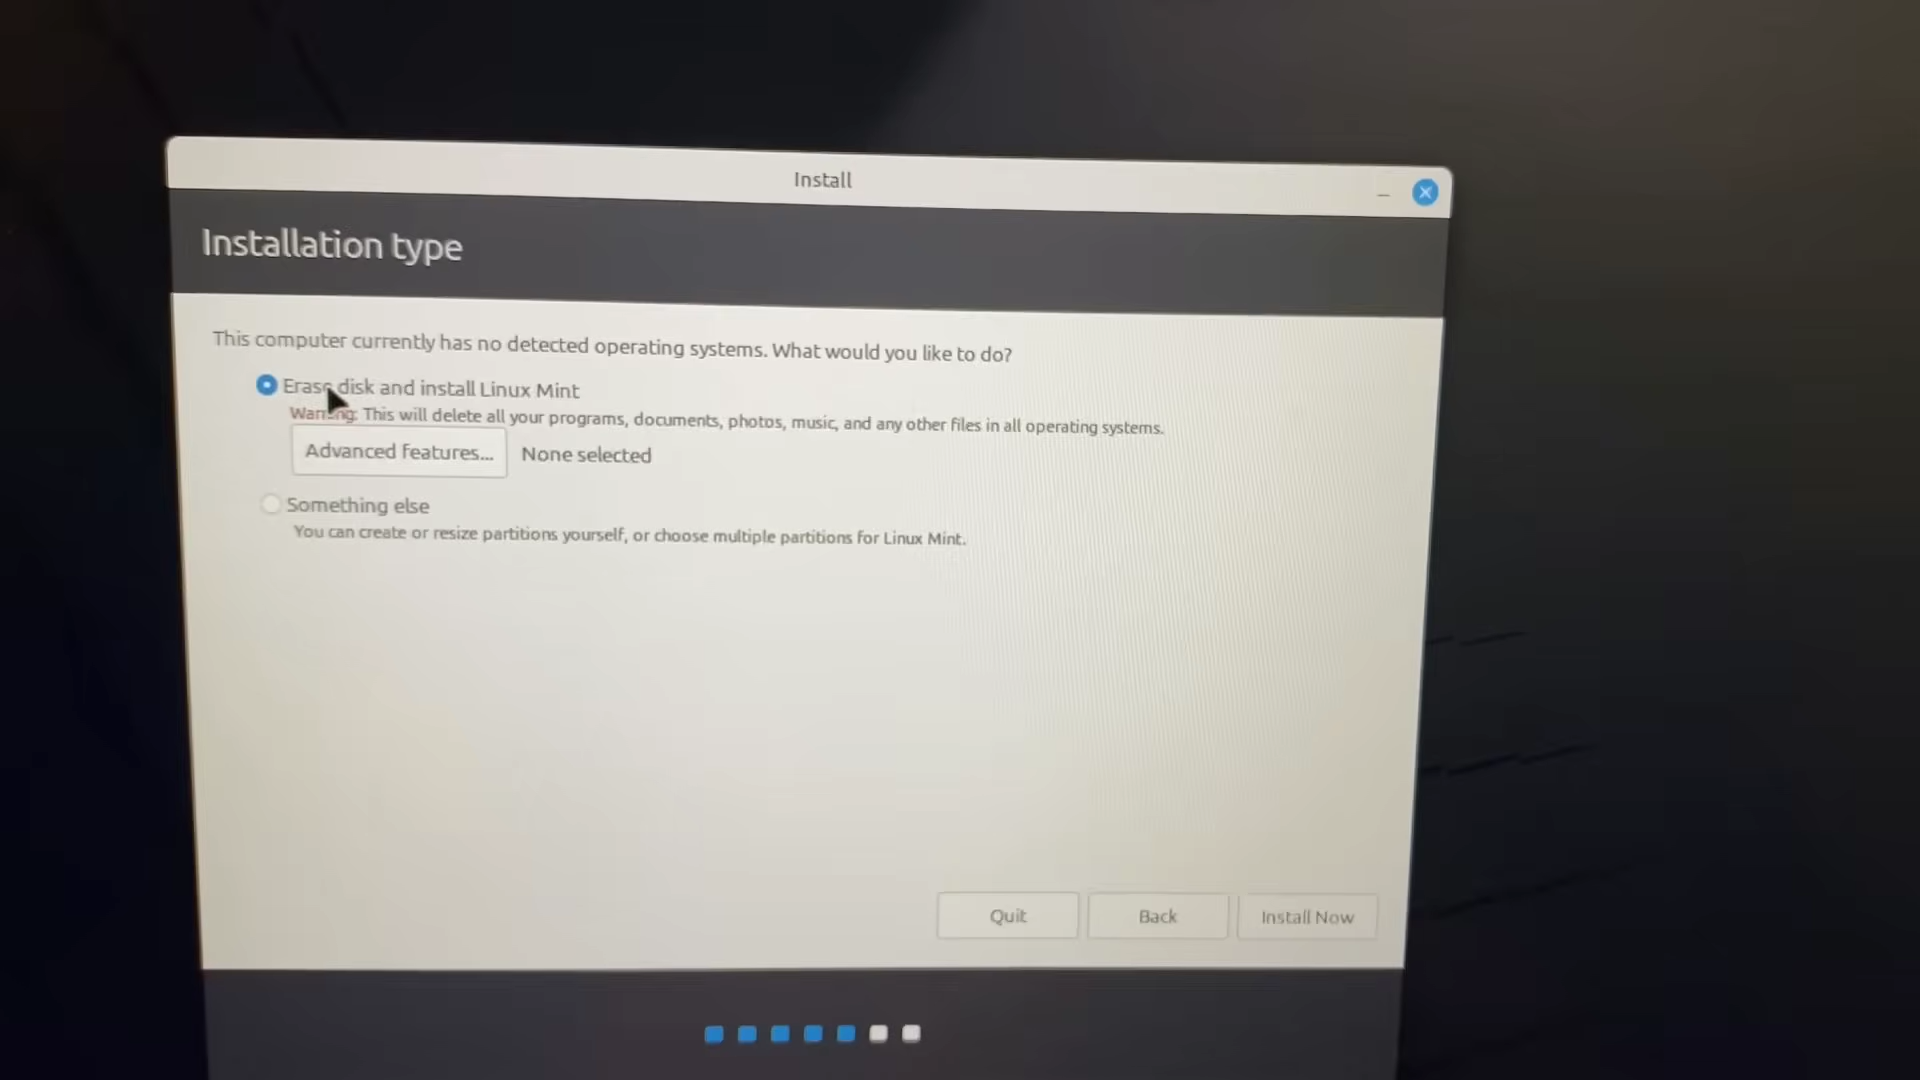 Install
Installation type
This computer currently has no detected operating systems. What would you like to do?
Erase disk and install Linux Mint
Warning: This will delete all your programs, documents, photos, music, and any other files in all operating systems.
Advanced features... None selected
Something else
You can create or resize partitions yourself, or choose multiple partitions for Linux Mint.
Quit Back Install Now